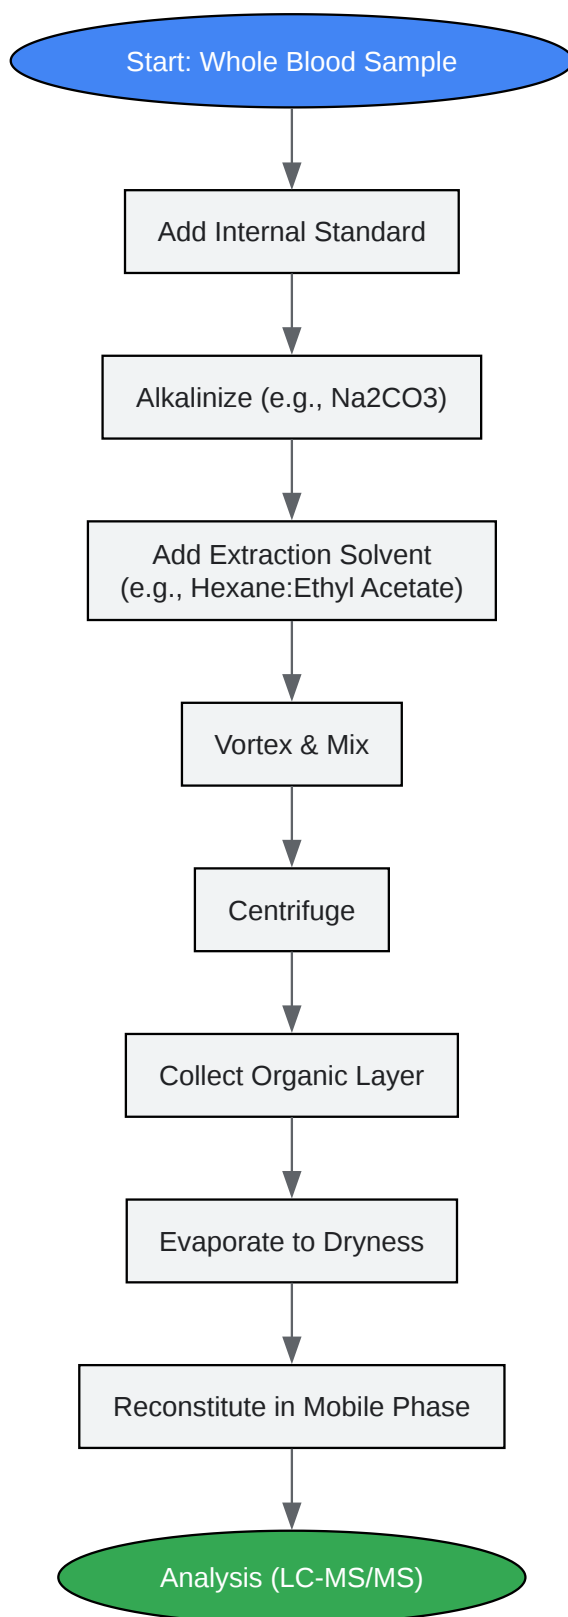 Start: Whole Blood Sample
Add Internal Standard
Alkalinize (e.g., Na2CO3)
Add Extraction Solvent
(e.g., Hexane:Ethyl Acetate)
Vortex & Mix
Centrifuge
Collect Organic Layer
Evaporate to Dryness
Reconstitute in Mobile Phase
Analysis (LC-MS/MS)